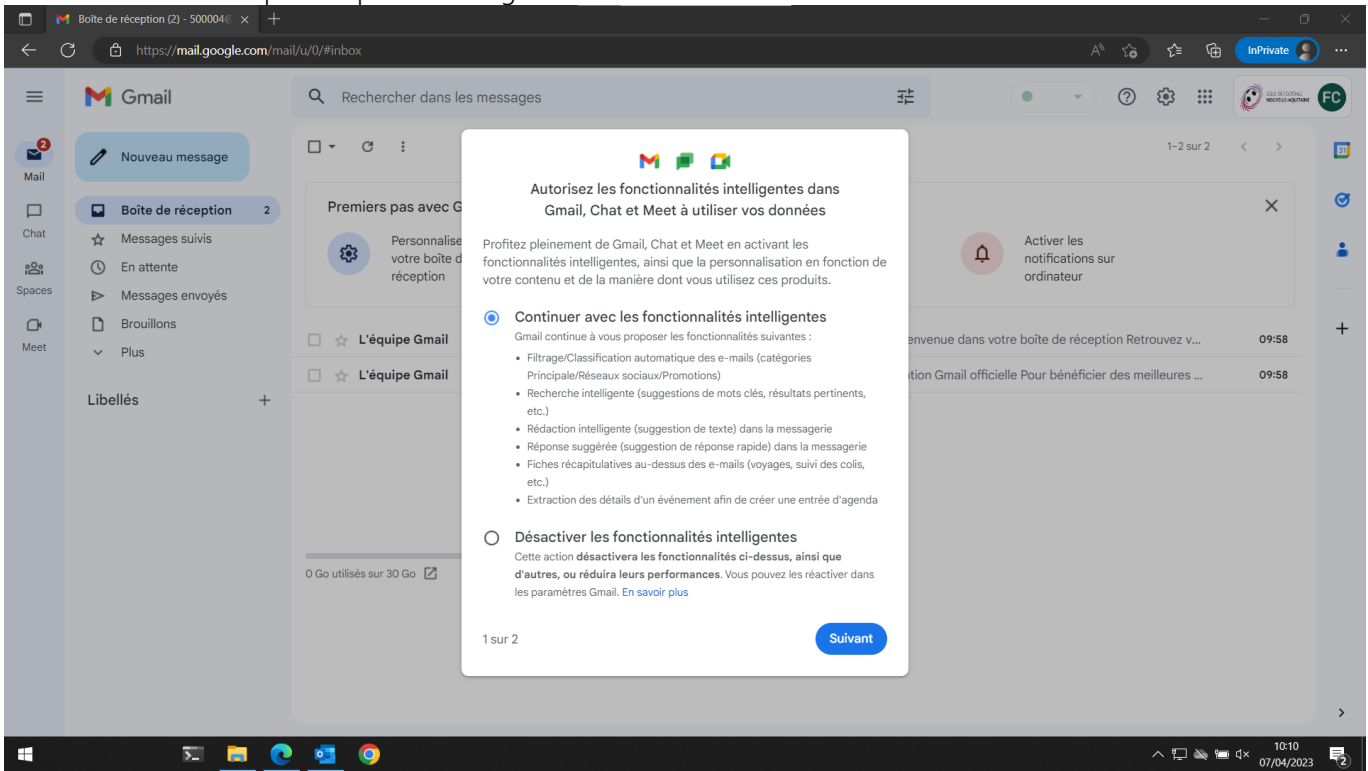 Boîte de réception (2) - 500004
https://mail.google.com/mail/u/0/#inbox
InPrivate
Gmail
Rechercher dans les messages
FC
2
Mail
Chat
Spaces
Meet
Nouveau message
Boîte de réception 2
Messages suivis
En attente
Messages envoyés
Brouillons
Plus
Libellés
1–2 sur 2
31
Premiers pas avec G
Personnalise
votre boîte d
réception
Activer les
notifications sur
ordinateur
L'équipe Gmail
envenue dans votre boîte de réception Retrouvez v... 09:58
L'équipe Gmail
tion Gmail officielle Pour bénéficier des meilleures ... 09:58
0 Go utilisés sur 30 Go
Autorisez les fonctionnalités intelligentes dans
Gmail, Chat et Meet à utiliser vos données
Profitez pleinement de Gmail, Chat et Meet en activant les
fonctionnalités intelligentes, ainsi que la personnalisation en fonction de
votre contenu et de la manière dont vous utilisez ces produits.
Continuer avec les fonctionnalités intelligentes
Gmail continue à vous proposer les fonctionnalités suivantes :
• Filtrage/Classification automatique des e-mails (catégories
Principale/Réseaux sociaux/Promotions)
• Recherche intelligente (suggestions de mots clés, résultats pertinents,
etc.)
• Rédaction intelligente (suggestion de texte) dans la messagerie
• Réponse suggérée (suggestion de réponse rapide) dans la messagerie
• Fiches récapitulatives au-dessus des e-mails (voyages, suivi des colis,
etc.)
• Extraction des détails d'un événement afin de créer une entrée d'agenda
Désactiver les fonctionnalités intelligentes
Cette action désactivera les fonctionnalités ci-dessus, ainsi que
d'autres, ou réduira leurs performances. Vous pouvez les réactiver dans
les paramètres Gmail. En savoir plus
1 sur 2
Suivant
10:10
07/04/2023
2